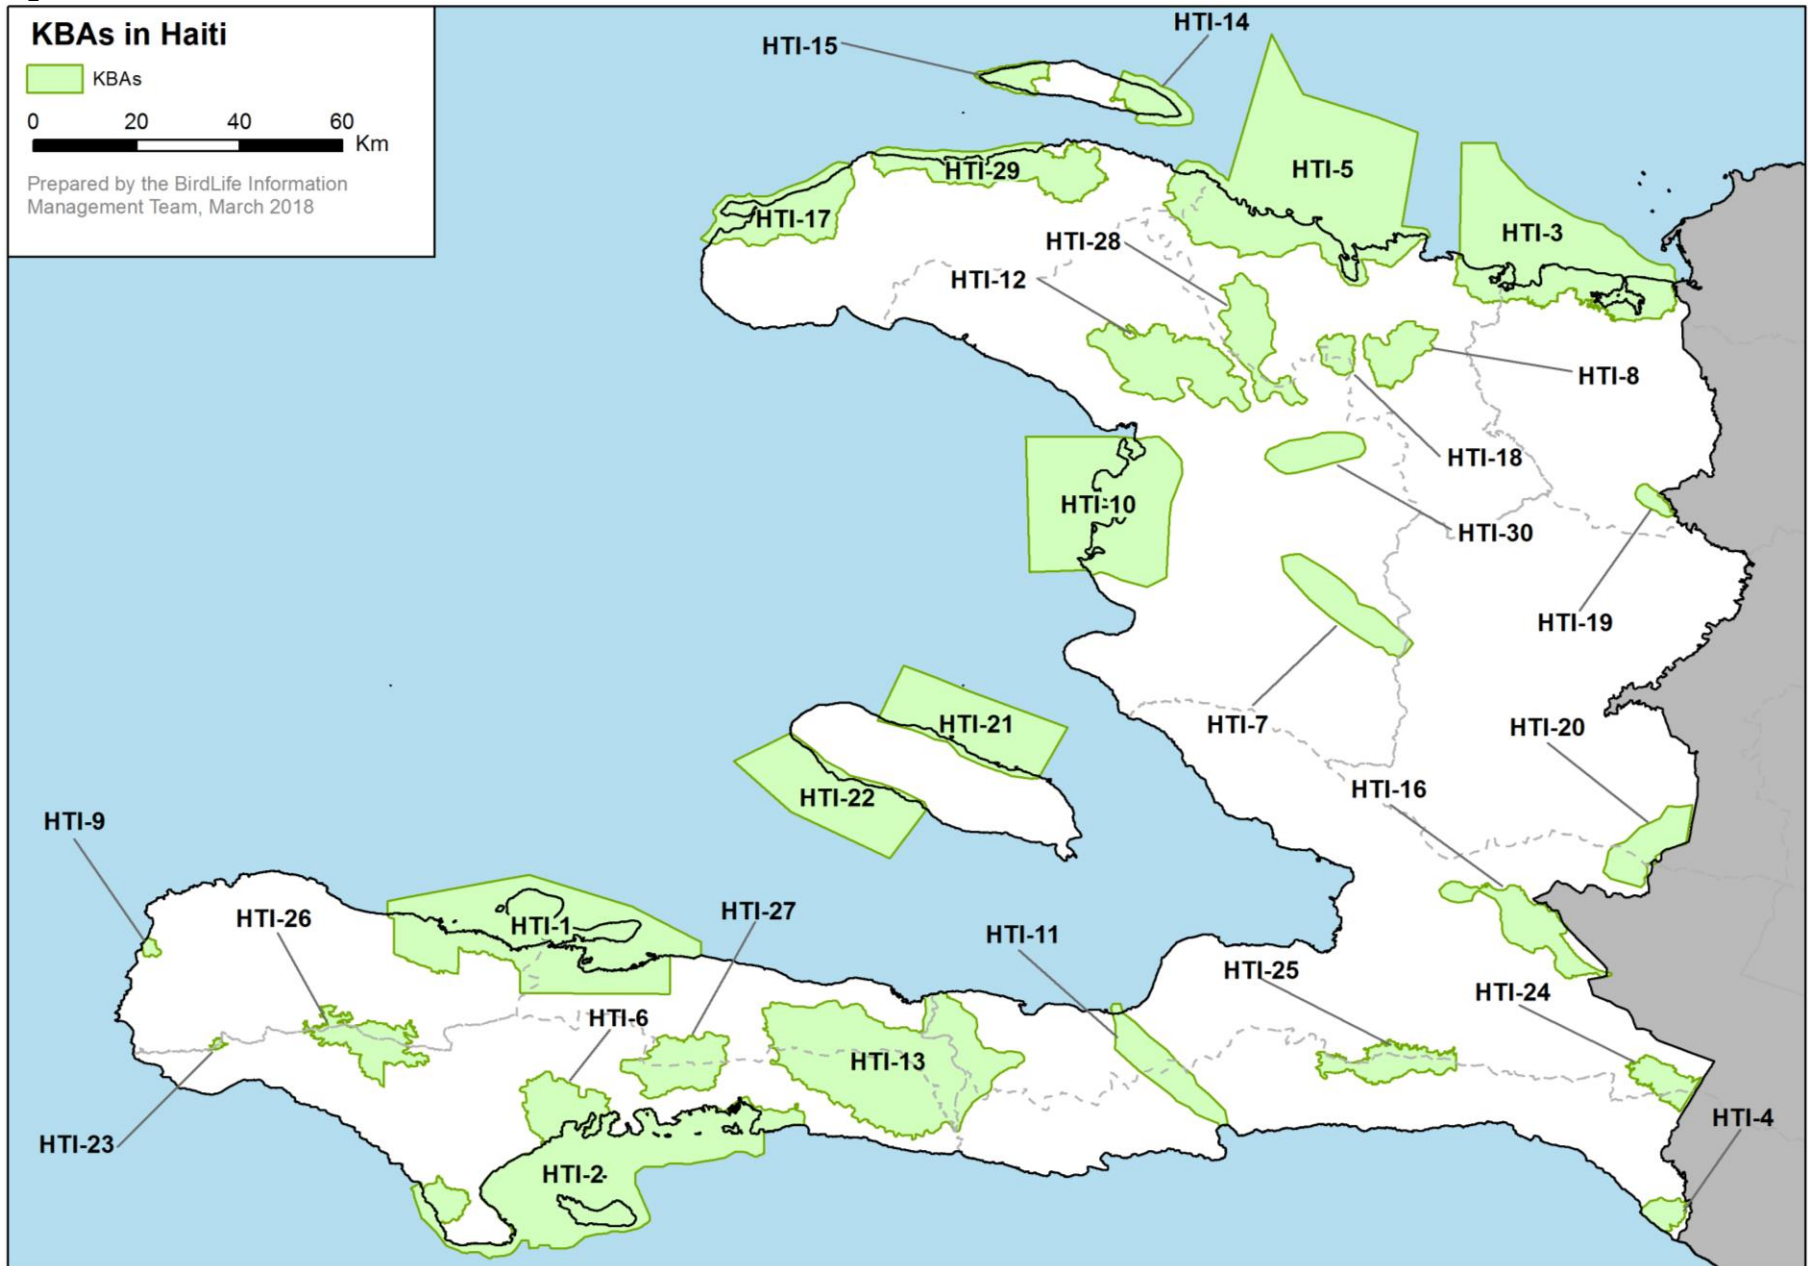 KBAs in Haiti
KBAs
0 20 40 60
Km
Prepared by the BirdLife Information
Management Team, March 2018
HTI-14
HTI-15
HTI-29
HTI-5
HTI-17
HTI-3
HTI-28
HTI-12
HTI-8
HTI-18
HTI-10
HTI-30
HTI-19
HTI-7
HTI-21
HTI-20
HTI-16
HTI-22
HTI-9
HTI-26
HTI-1
HTI-27
HTI-11
HTI-25
HTI-24
HTI-6
HTI-13
HTI-4
HTI-23
HTI-2